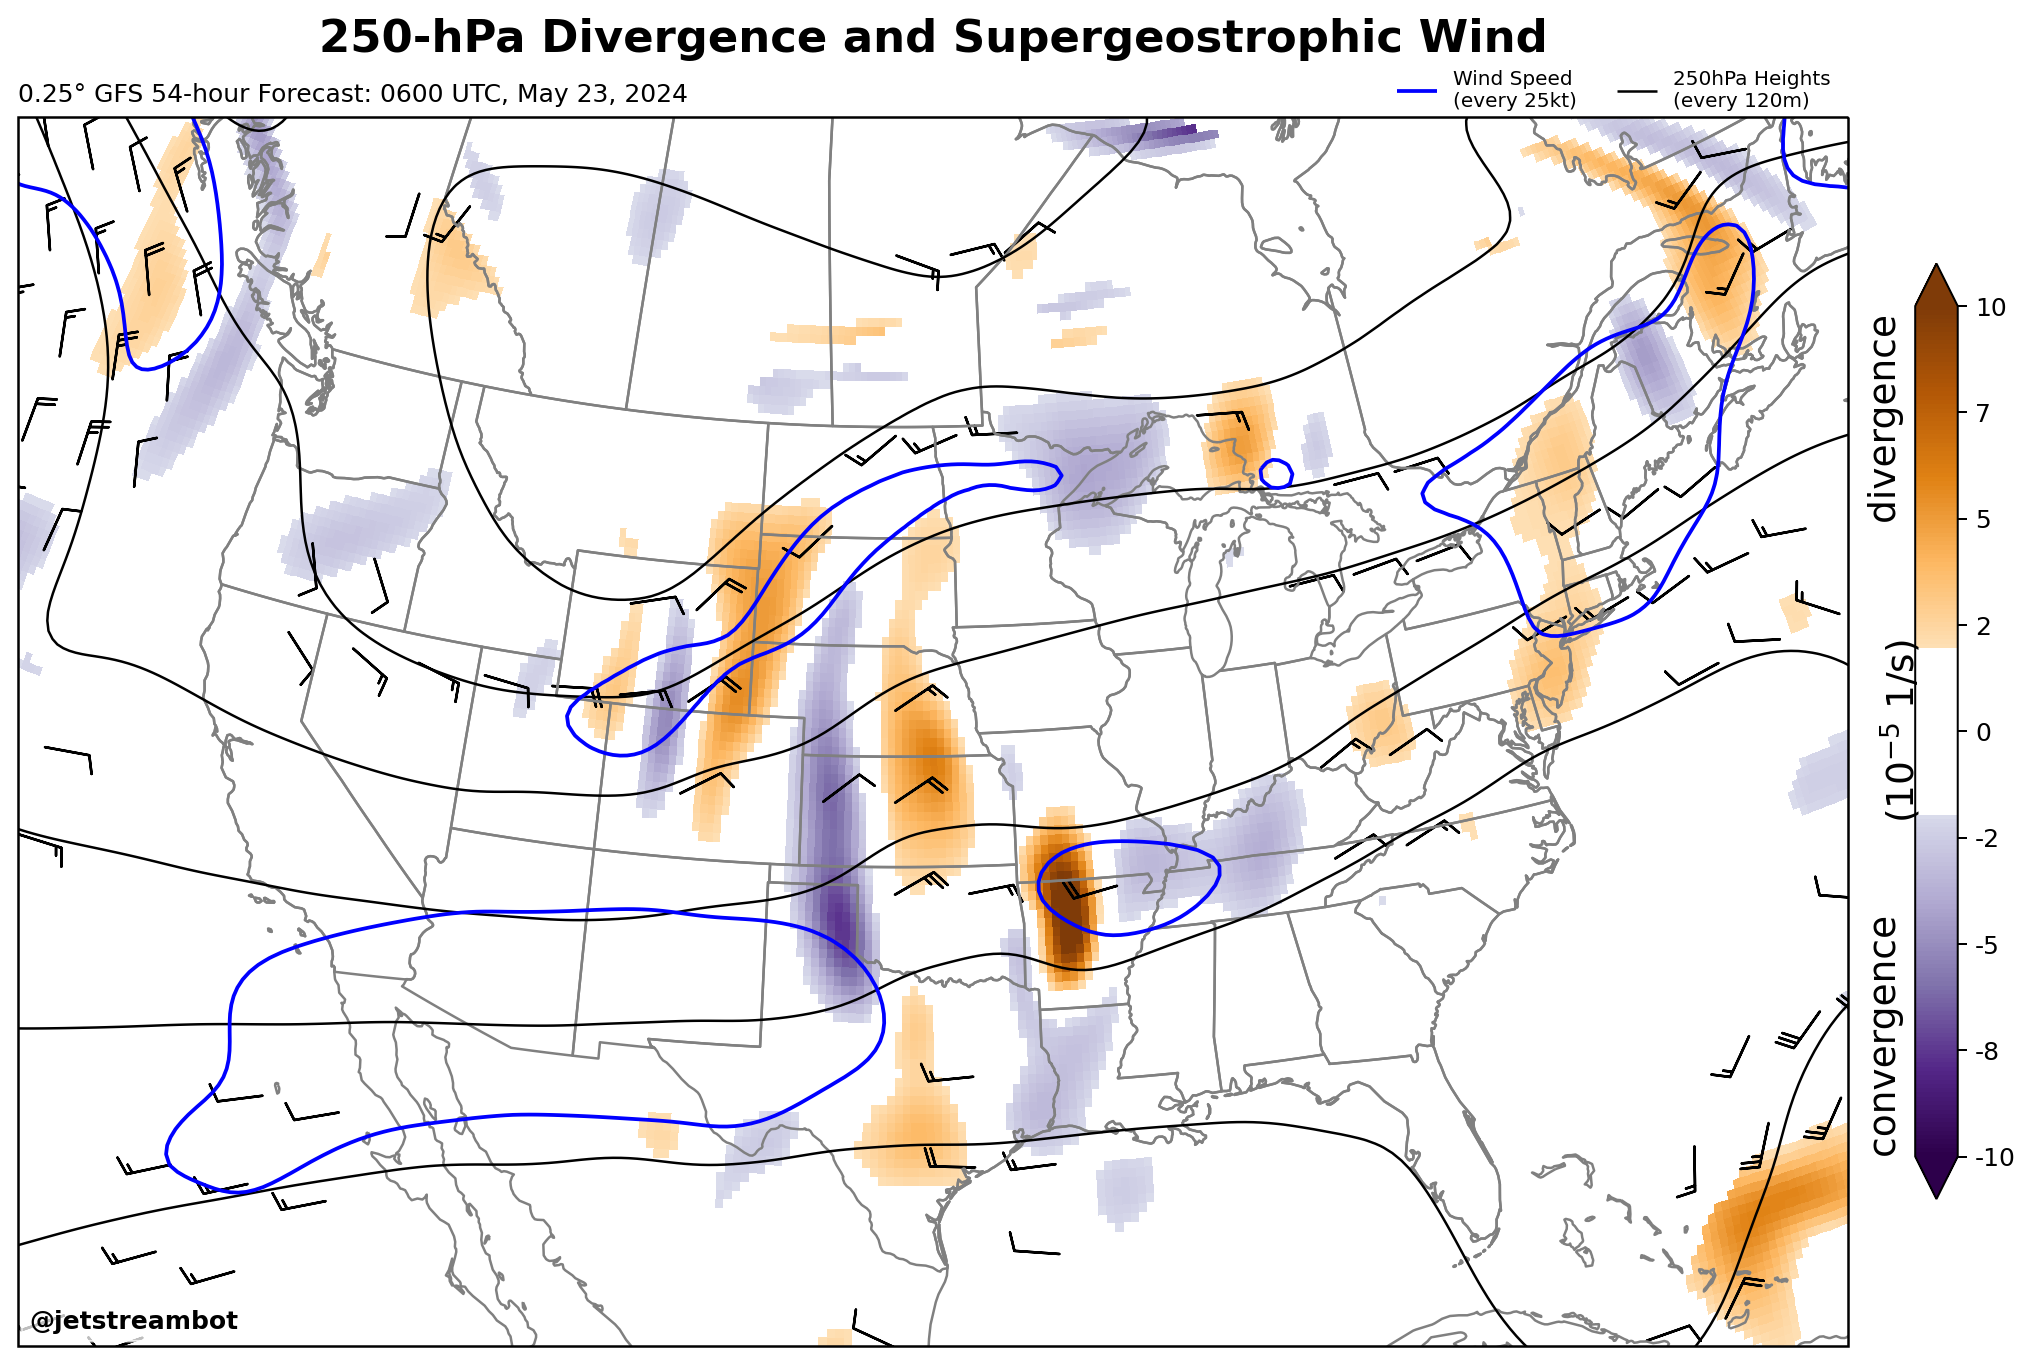 250-hPa Divergence and Supergeostrophic Wind
0.25° GFS 54-hour Forecast: 0600 UTC, May 23, 2024
Wind Speed
(every 25kt)
250hPa Heights
(every 120m)
10
7
5
2
0
-2
-5
-8
-10
convergence
divergence
(10⁻⁵ 1/s)
@jetstreambot